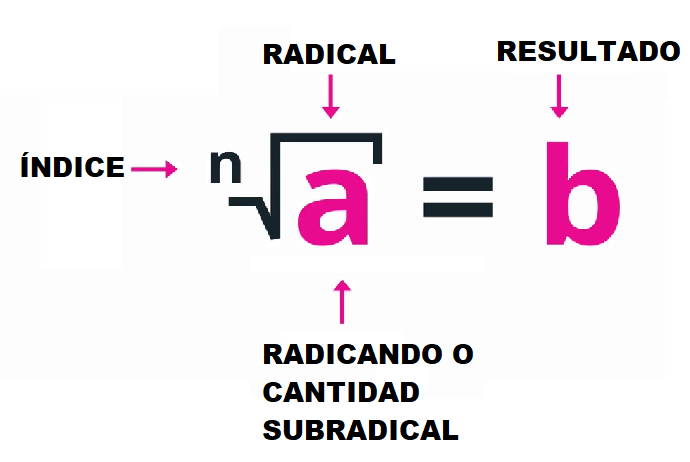 RADICAL
RESULTADO
ÍNDICE
n√a = b
RADICANDO O
CANTIDAD
SUBRADICAL